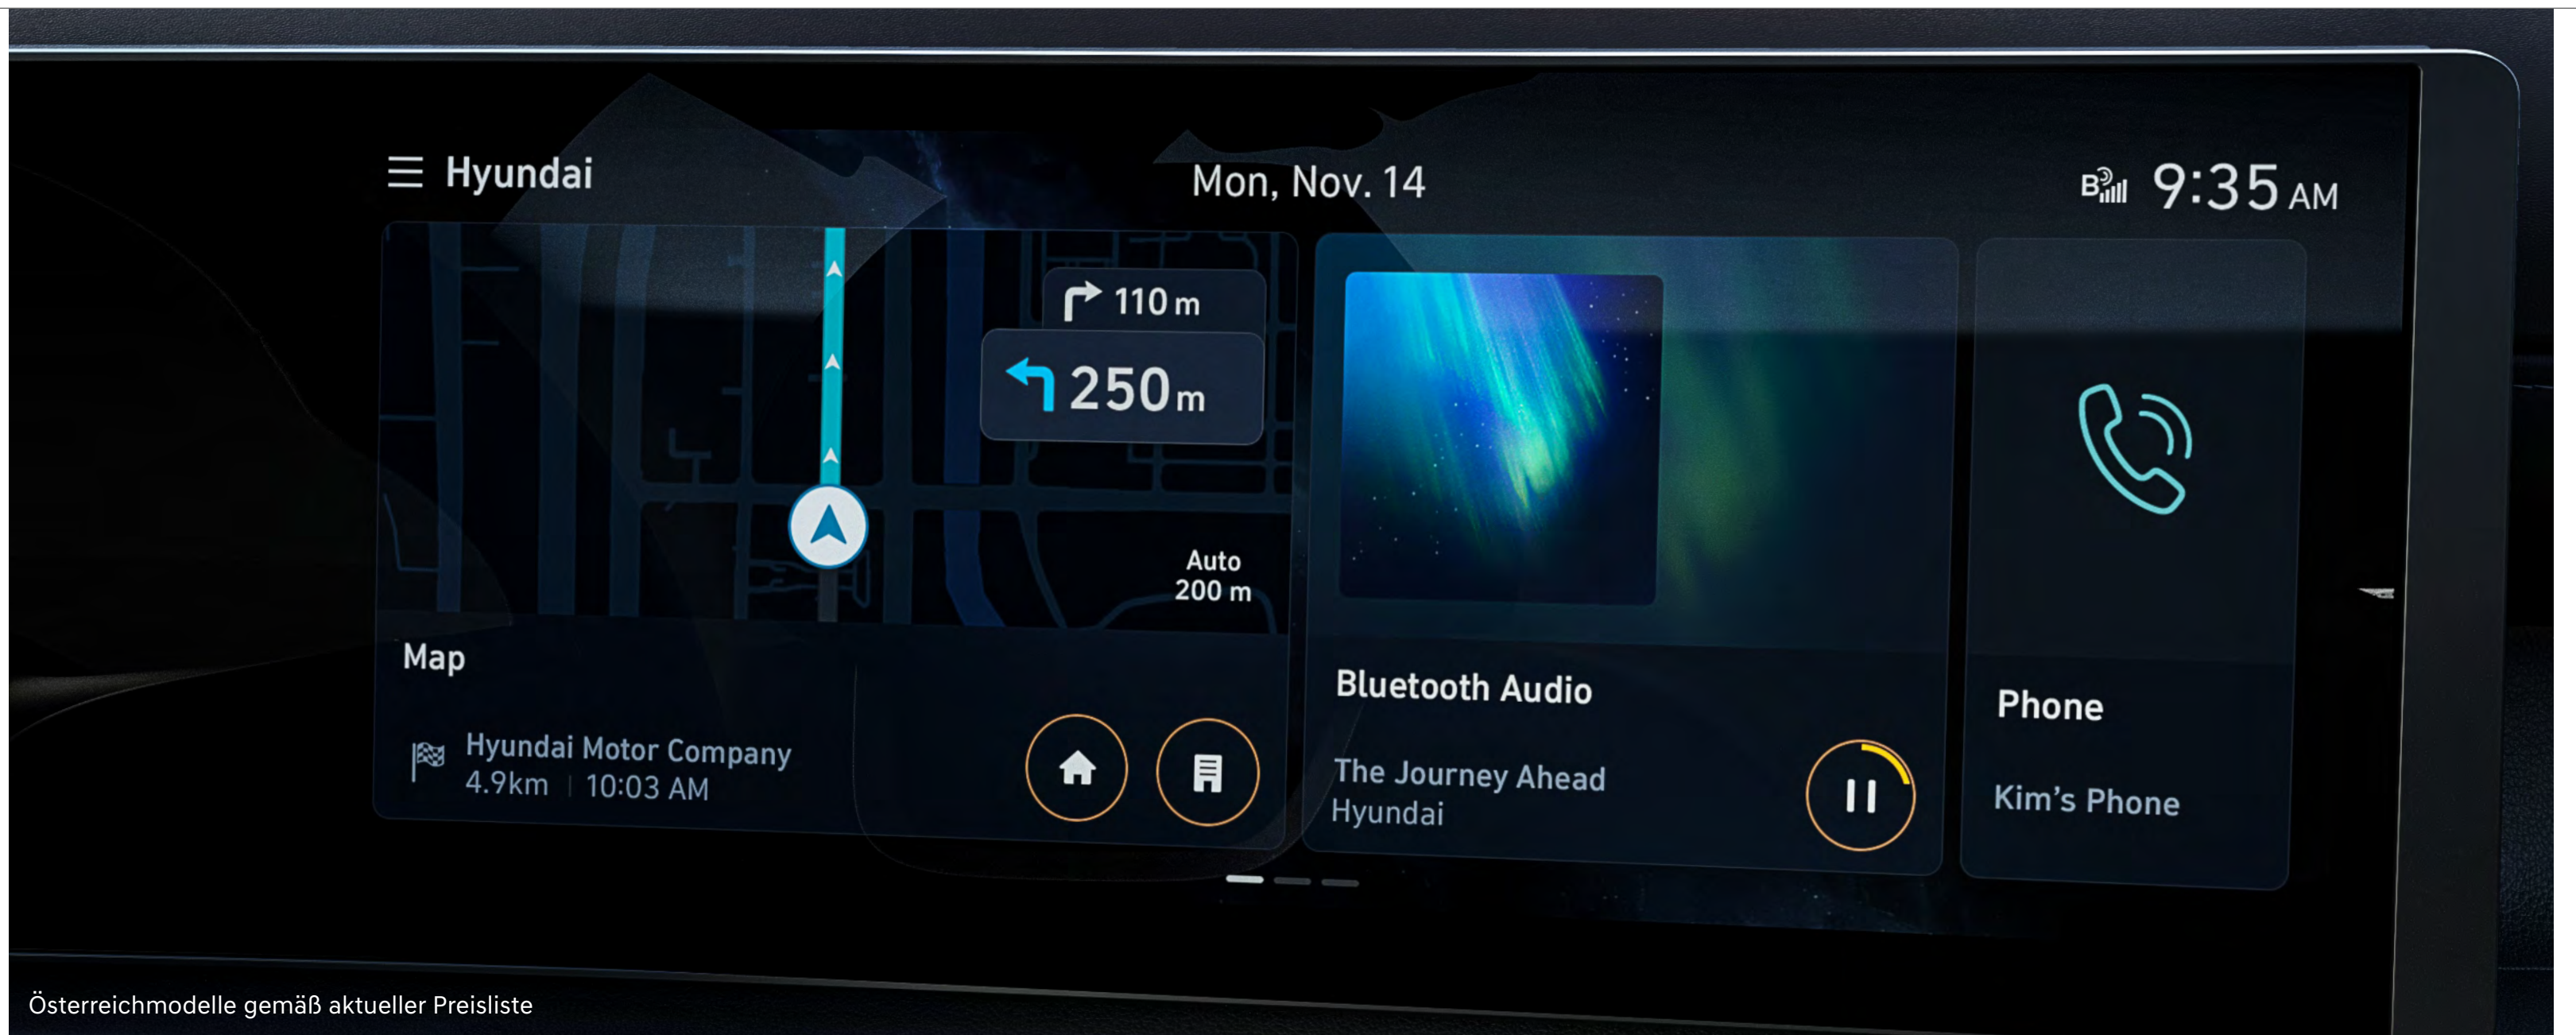 Hyundai
Mon, Nov. 14
B 9:35 AM
110 m
250 m
Auto
200 m
Map
Hyundai Motor Company
4.9km | 10:03 AM
Bluetooth Audio
The Journey Ahead
Hyundai
Phone
Kim's Phone
Österreichmodelle gemäß aktueller Preisliste